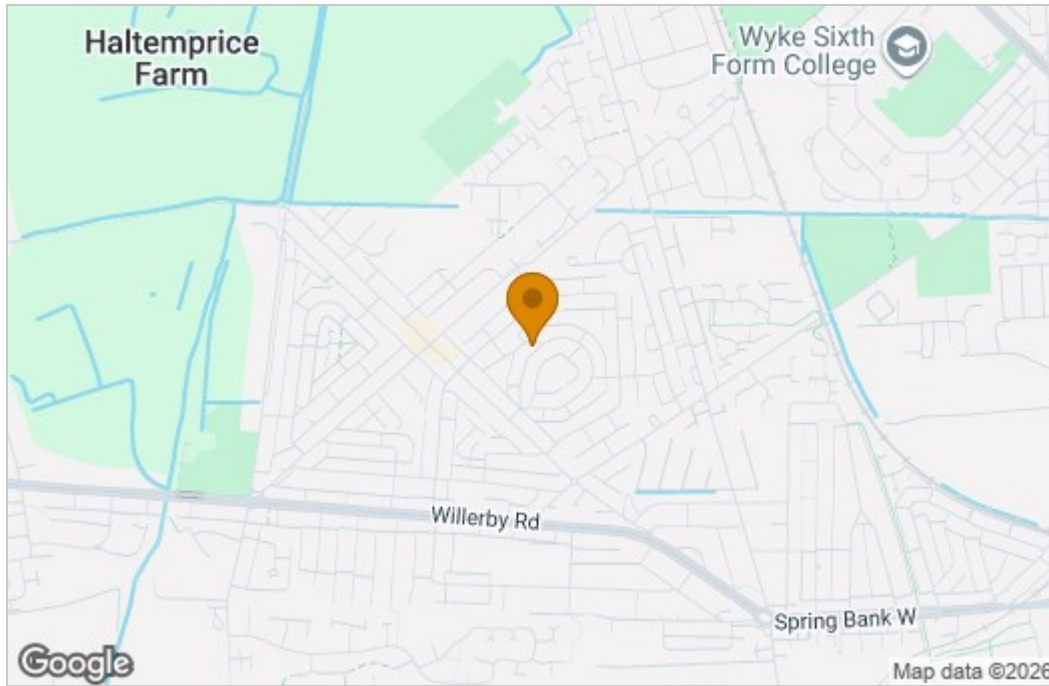 Haltemprice
Farm
Wyke Sixth
Form College
Willerby Rd
Spring Bank W
Google
Map data ©2026